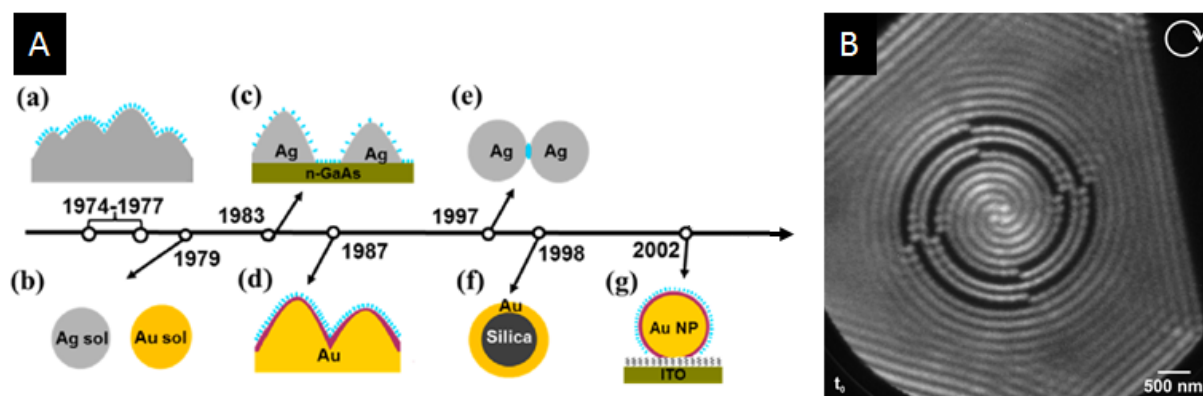 A
(a)
(c)
(e)
Ag
Ag
n-GaAs
Ag
Ag
1974-1977
1983
1997
1979
1987
1998
2002
(b)
(d)
(f)
(g)
Ag sol
Au sol
Au
Au
Silica
Au NP
ITO
B
t₀
500 nm